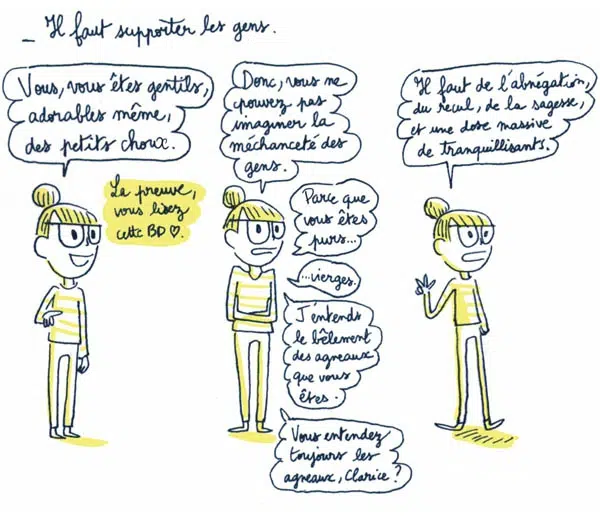 _ Il faut supporter les gens.
Vous, vous êtes gentils,
adorables même,
des petits choux.
La preuve,
vous lisez
cette BD ♡.
Donc, vous ne
pouvez pas
imaginer la
méchanceté des
gens.
Parce que
vous êtes
purs...
...vierges.
J'entends
le bêlement
des agneaux
que vous
êtes.
Vous entendez
toujours les
agneaux, Clarice ?
Il faut de l'abnégation,
du recul, de la sagesse,
et une dose massive
de tranquillisants.